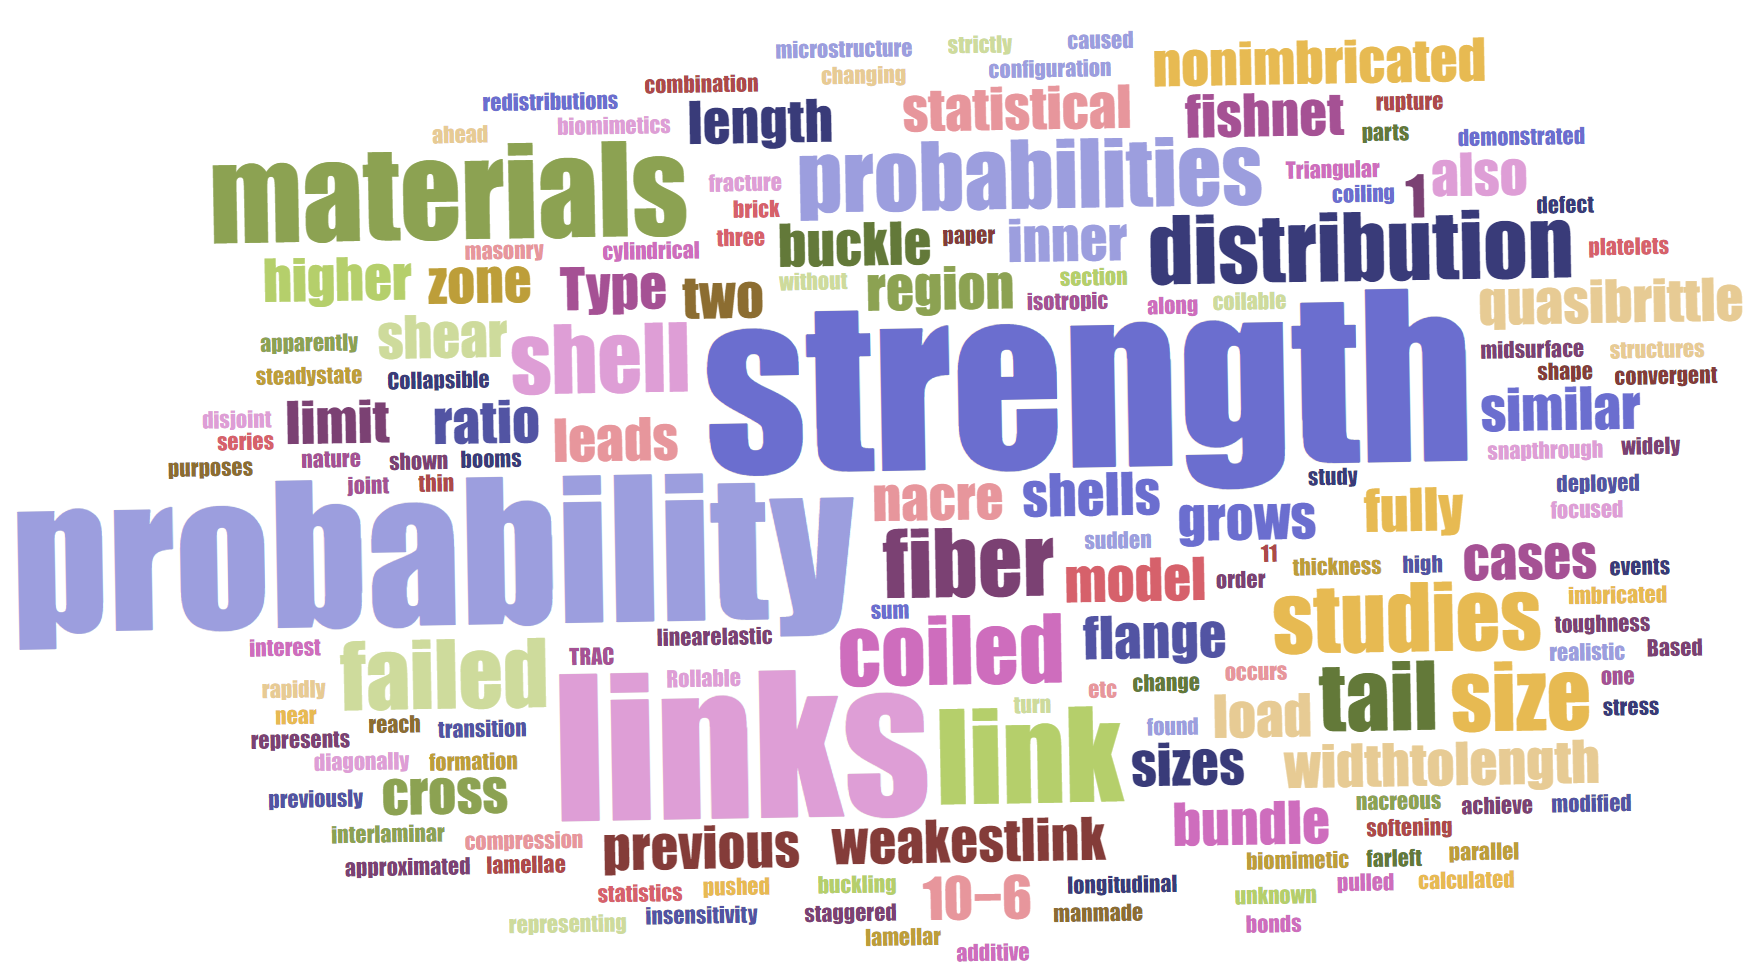 microstructure strictly caused
nonimbricated
changing configuration
combination
redistributions length statistical fishnet rupture
ahead biomimetics parts demonstrated
materials probabilities Triangular also
fracture coiling 1
brick defect
masonry cylindrical three buckle paper inner distribution platelets
higher zone Type two without region section
isotropic along coilable quasibrittle
apparently shear shell strength midsurface structures
steadystate Collapsible shape convergent
disjoint limit ratio leads similar
series snapthrough widely
purposes nature shown booms
joint thin study deployed
probability nacre shells grows fully focused
fiber sudden 11
model order thickness high cases events
sum studies imbricated
toughness
interest linearelastic coiled flange realistic Based
failed TRAC
rapidly Rollable links etc change occurs tail size one
near turn load stress
represents reach transition link found
diagonally formation sizes widthtolength
previously cross
bundle nacreous achieve modified
interlaminar compression previous weakestlink softening
approximated lamellae biomimetic farleft parallel
statistics pushed buckling 10–6 longitudinal pulled calculated
representing insensitivity staggered manmade unknown
lamellar bonds
additive